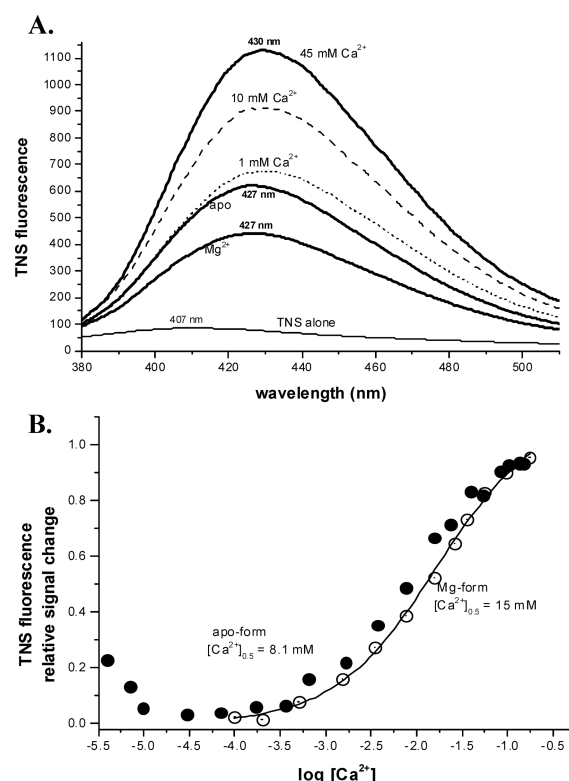 A.
430 nm
45 mM Ca²⁺
10 mM Ca²⁺
1 mM Ca²⁺
427 nm
apo
427 nm
Mg²⁺
407 nm
TNS alone
1100
1000
900
800
700
600
500
400
300
200
100
0
TNS fluorescence
380 400 420 440 460 480 500
wavelength (nm)
B.
1.0
0.8
0.6
0.4
0.2
0.0
TNS fluorescence
relative signal change
Mg-form
[Ca²⁺]₀.₅ = 15 mM
apo-form
[Ca²⁺]₀.₅ = 8.1 mM
-5.5 -5.0 -4.5 -4.0 -3.5 -3.0 -2.5 -2.0 -1.5 -1.0 -0.5 0.0
log [Ca²⁺]